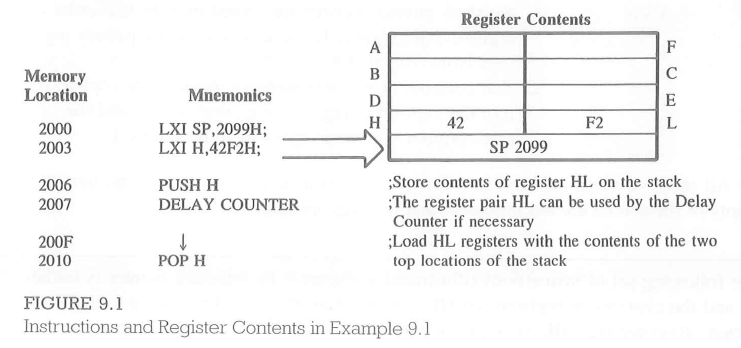 Register Contents
A F
B C
D E
H 42 F2 L
SP 2099
Memory
Location Mnemonics
2000 LXI SP,2099H;
2003 LXI H,42F2H;
2006 PUSH H ;Store contents of register HL on the stack
2007 DELAY COUNTER ;The register pair HL can be used by the Delay
Counter if necessary
200F ↓ ;Load HL registers with the contents of the two
2010 POP H top locations of the stack
FIGURE 9.1
Instructions and Register Contents in Example 9.1